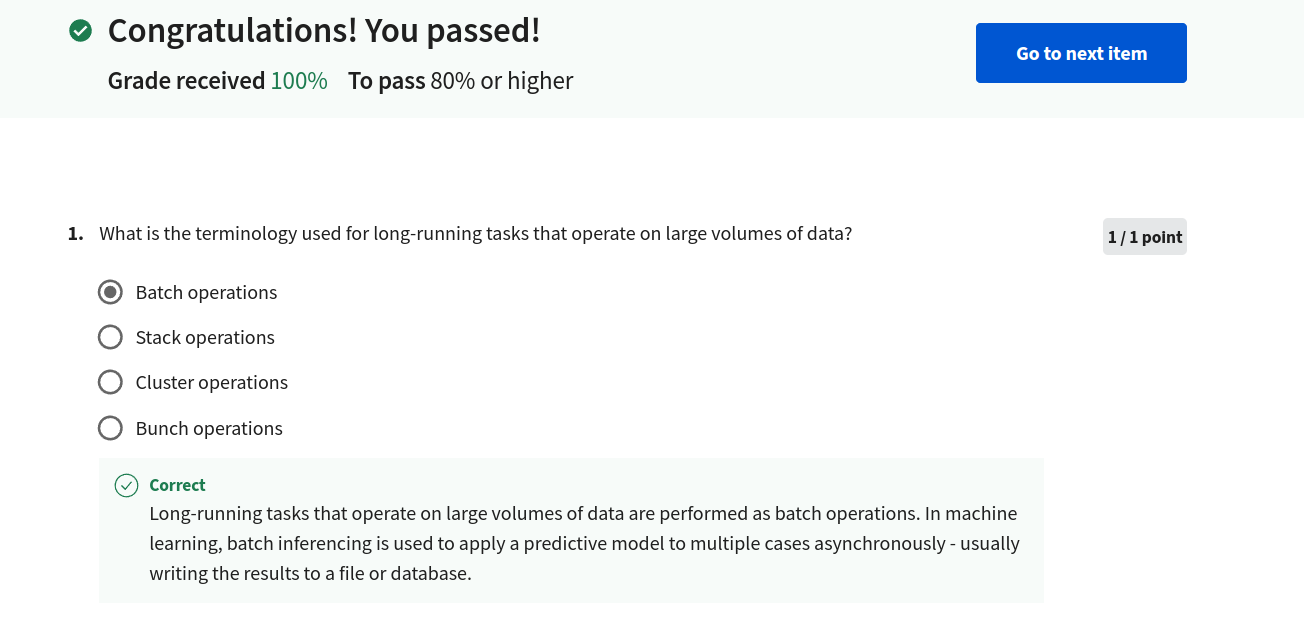 Congratulations! You passed!
Grade received 100% To pass 80% or higher
Go to next item
1. What is the terminology used for long-running tasks that operate on large volumes of data?
1 / 1 point
Batch operations
Stack operations
Cluster operations
Bunch operations
Correct
Long-running tasks that operate on large volumes of data are performed as batch operations. In machine
learning, batch inferencing is used to apply a predictive model to multiple cases asynchronously - usually
writing the results to a file or database.